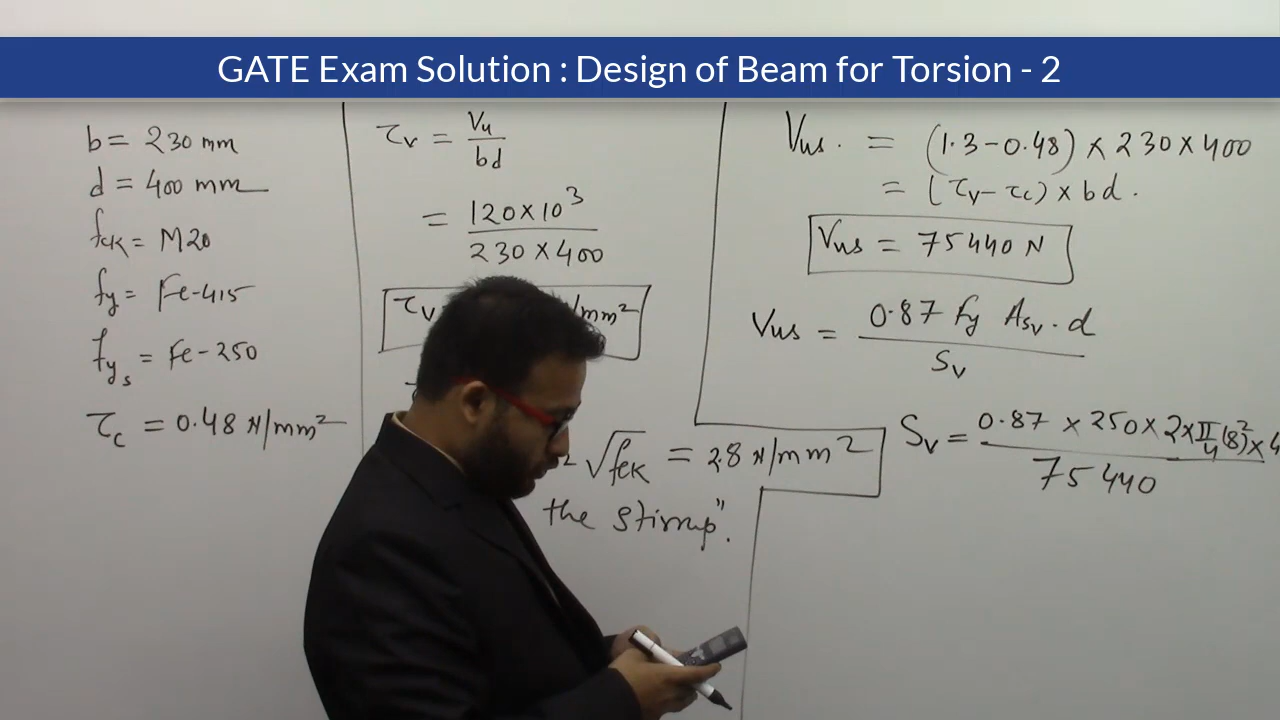 GATE Exam Solution : Design of Beam for Torsion - 2
b = 230 mm
d = 400 mm
fck = M20
fy = Fe-415
fys = Fe-250
τc = 0.48 N/mm²
τv = Vu / bd
= 120×10³ / 230×400
τv /mm²
√fck = 2.8 N/mm²
the stirrup".
Vus. = (1.3-0.48) × 230×400
= (τv-τc) × bd.
Vus = 75440 N
Vus = 0.87 fy Asv.d / Sv
Sv = 0.87 × 250 × 2×π/4(8)²×4 / 75440